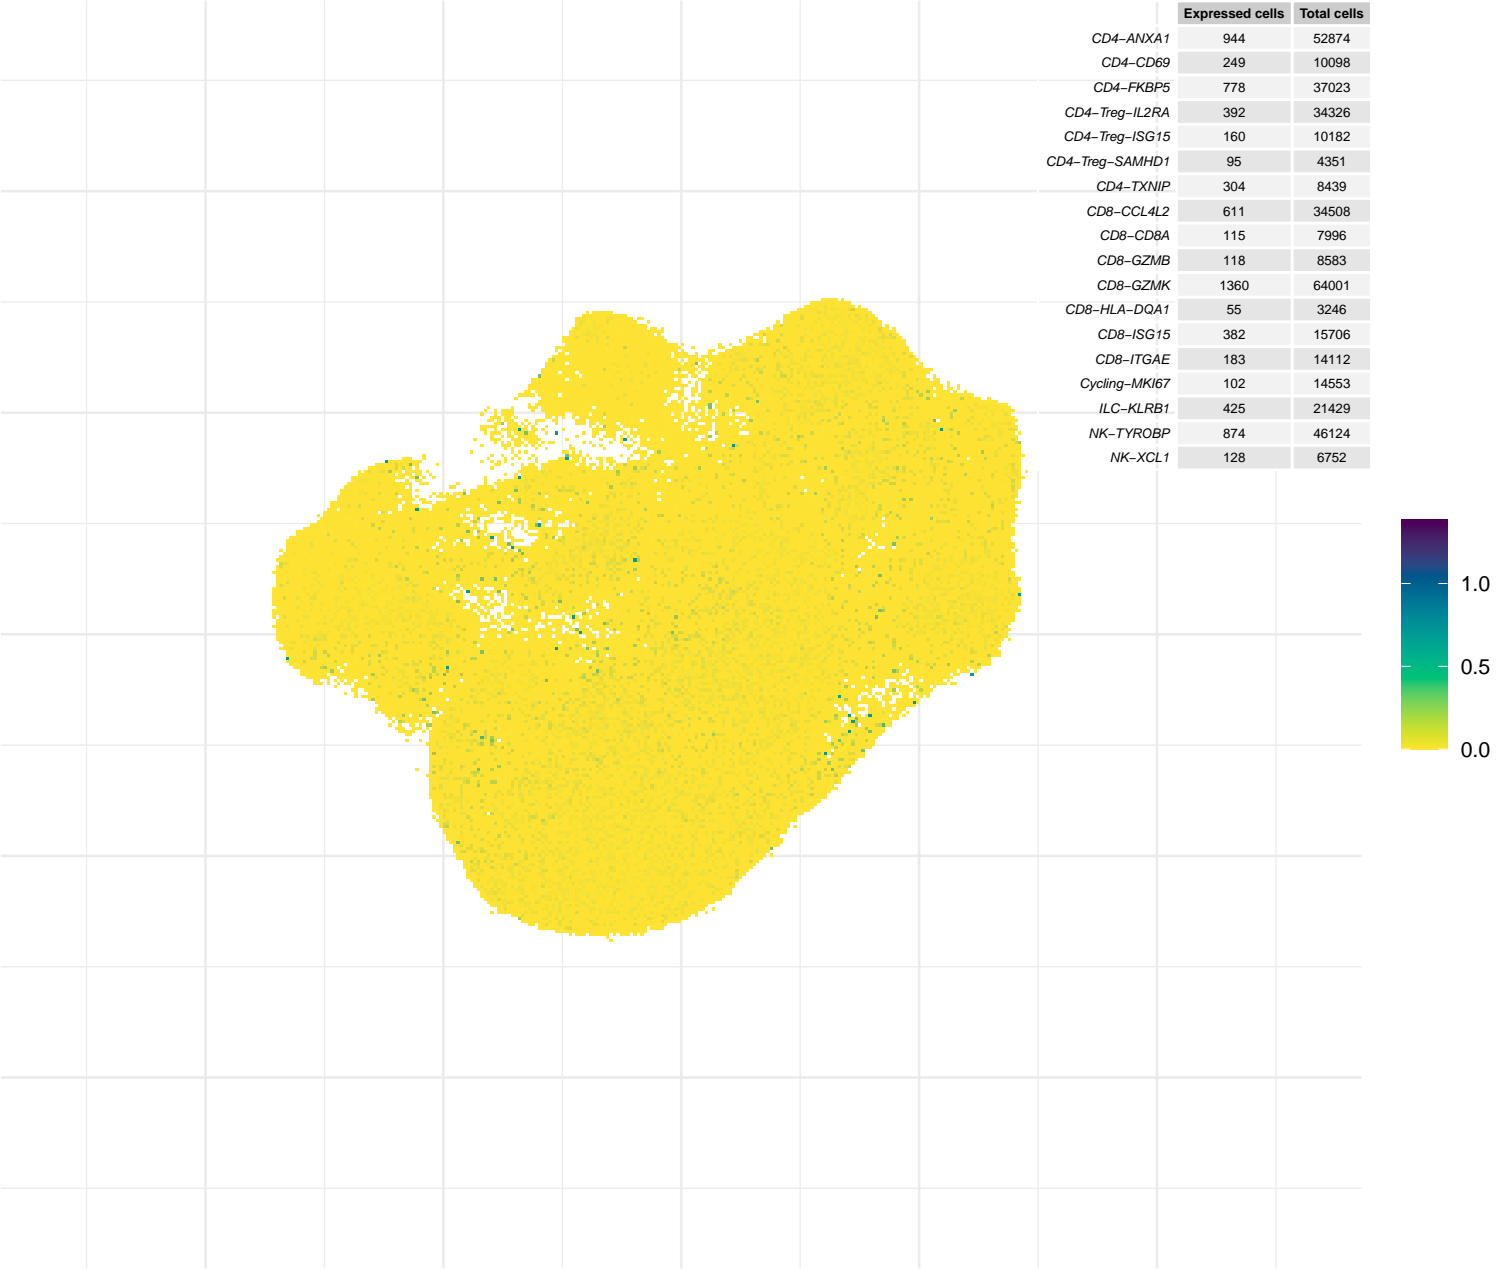 Expressed cells Total cells
CD4−ANXA1 944 52874
CD4−CD69 249 10098
CD4−FKBP5 778 37023
CD4−Treg−IL2RA 392 34326
CD4−Treg−ISG15 160 10182
CD4−Treg−SAMHD1 95 4351
CD4−TXNIP 304 8439
CD8−CCL4L2 611 34508
CD8−CD8A 115 7996
CD8−GZMB 118 8583
CD8−GZMK 1360 64001
CD8−HLA−DQA1 55 3246
CD8−ISG15 382 15706
CD8−ITGAE 183 14112
Cycling−MKI67 102 14553
ILC−KLRB1 425 21429
NK−TYROBP 874 46124
NK−XCL1 128 6752
1.0
0.5
0.0